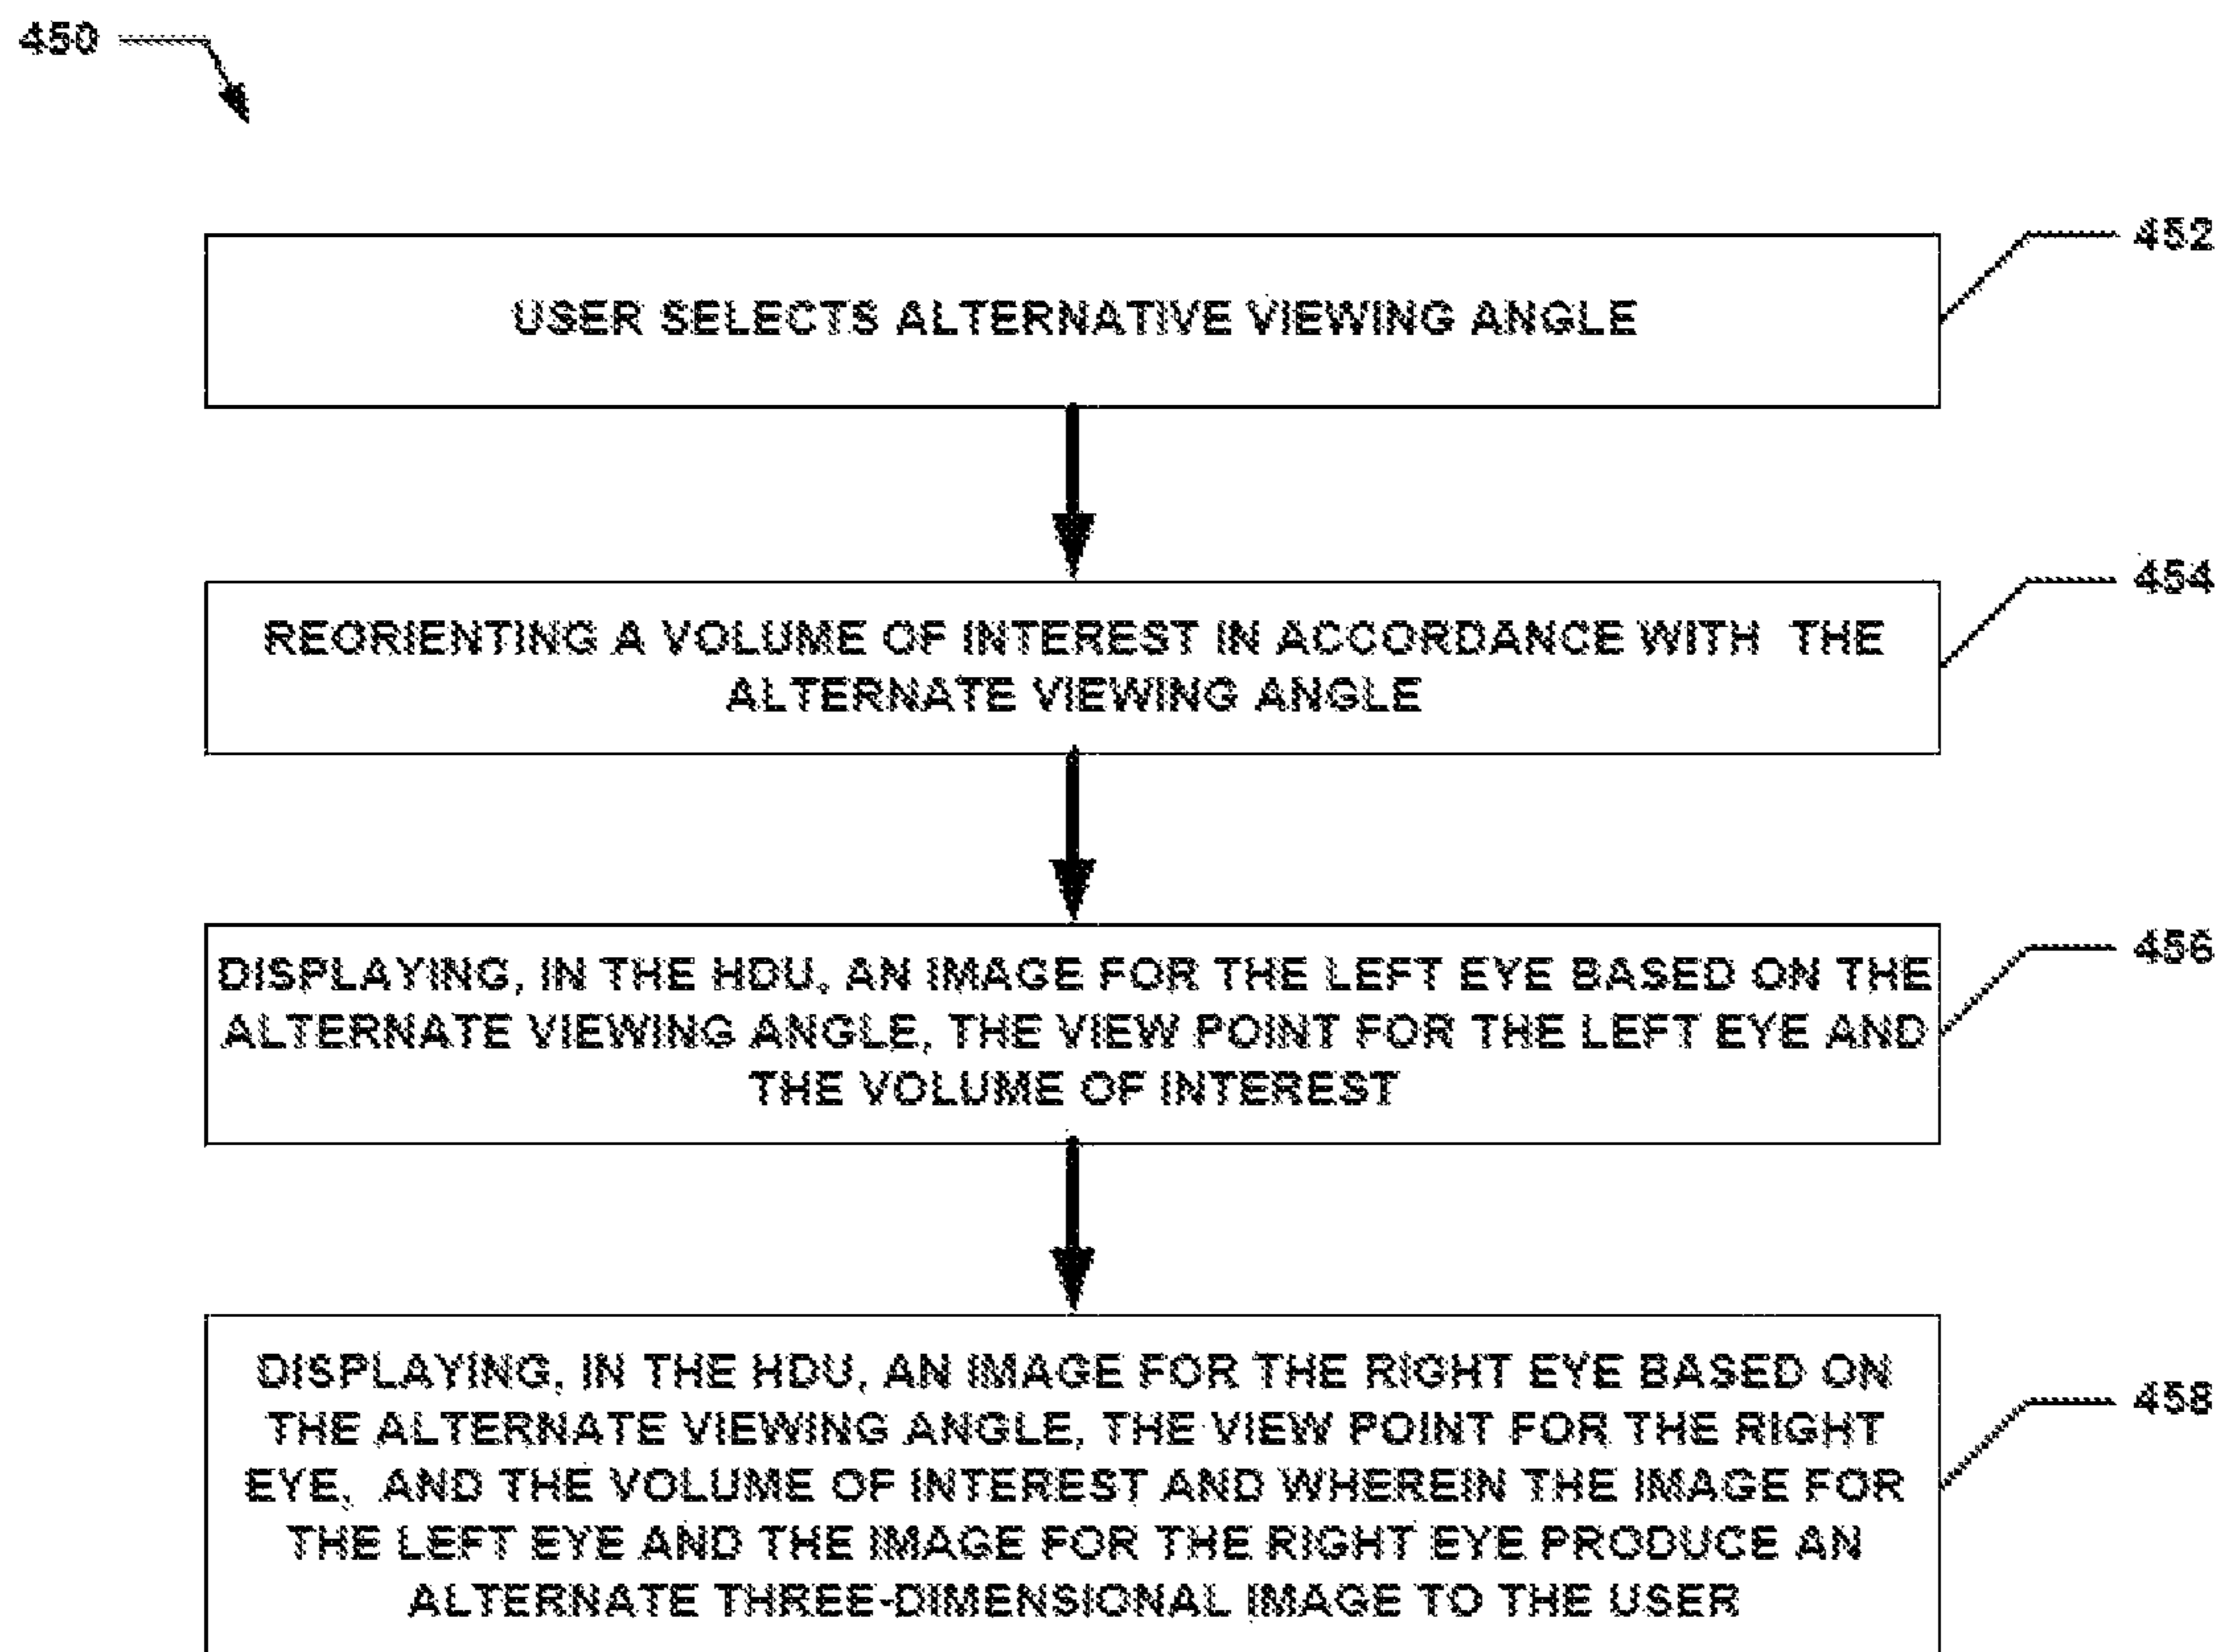 450
452
USER SELECTS ALTERNATIVE VIEWING ANGLE
454
REORIENTING A VOLUME OF INTEREST IN ACCORDANCE WITH THE
ALTERNATE VIEWING ANGLE
456
DISPLAYING, IN THE HDU, AN IMAGE FOR THE LEFT EYE BASED ON THE
ALTERNATE VIEWING ANGLE, THE VIEW POINT FOR THE LEFT EYE AND
THE VOLUME OF INTEREST
458
DISPLAYING, IN THE HDU, AN IMAGE FOR THE RIGHT EYE BASED ON
THE ALTERNATE VIEWING ANGLE, THE VIEW POINT FOR THE RIGHT
EYE, AND THE VOLUME OF INTEREST AND WHEREIN THE IMAGE FOR
THE LEFT EYE AND THE IMAGE FOR THE RIGHT EYE PRODUCE AN
ALTERNATE THREE-DIMENSIONAL IMAGE TO THE USER